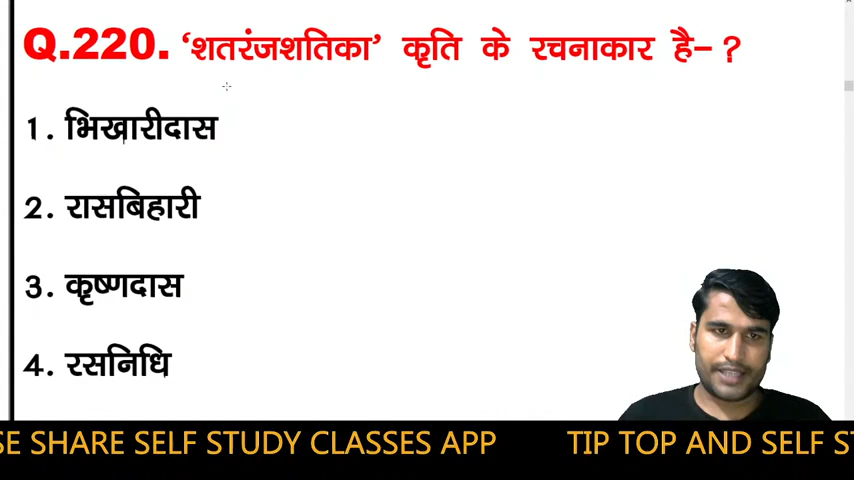 Q.220. 'शतरंजशतिका' कृति के रचनाकार है- ?
1. भिखारीदास
2. रासबिहारी
3. कृष्णदास
4. रसनिधि
SE SHARE SELF STUDY CLASSES APP TIP TOP AND SELF ST